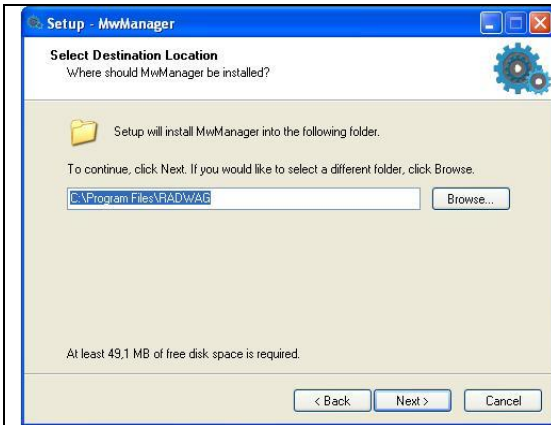 Setup - MwManager
Select Destination Location
Where should MwManager be installed?
Setup will install MwManager into the following folder.
To continue, click Next. If you would like to select a different folder, click Browse.
C:\Program Files\RADWAG
Browse...
At least 49,1 MB of free disk space is required.
< Back
Next >
Cancel